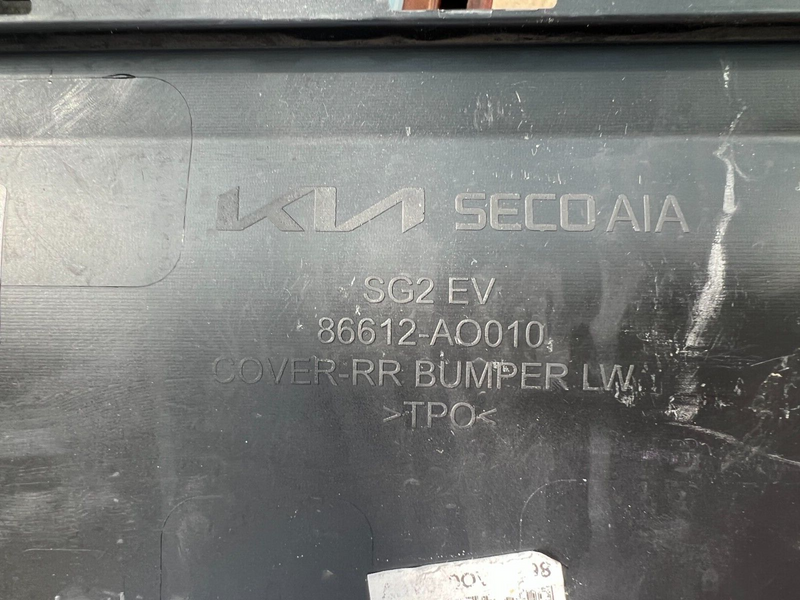 KIA SECO AIA
SG2 EV
86612-AO010
COVER-RR BUMPER LW
>TPO<